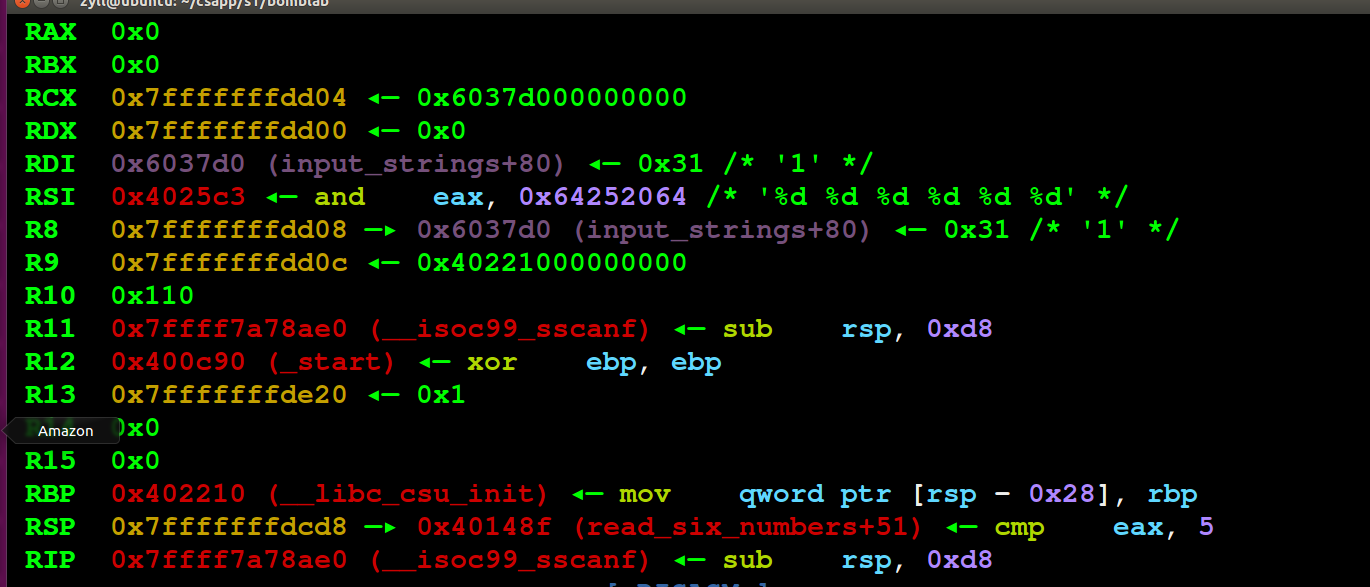 zyll@ubuntu: ~/csapp/s1/bomblab
RAX 0x0
RBX 0x0
RCX 0x7fffffffdd04 ◂— 0x6037d000000000
RDX 0x7fffffffdd00 ◂— 0x0
RDI 0x6037d0 (input_strings+80) ◂— 0x31 /* '1' */
RSI 0x4025c3 ◂— and eax, 0x64252064 /* '%d %d %d %d %d %d' */
R8 0x7fffffffdd08 —▸ 0x6037d0 (input_strings+80) ◂— 0x31 /* '1' */
R9 0x7fffffffdd0c ◂— 0x40221000000000
R10 0x110
R11 0x7ffff7a78ae0 (__isoc99_sscanf) ◂— sub rsp, 0xd8
R12 0x400c90 (_start) ◂— xor ebp, ebp
R13 0x7fffffffde20 ◂— 0x1
Amazon 0x0
R15 0x0
RBP 0x402210 (__libc_csu_init) ◂— mov qword ptr [rsp - 0x28], rbp
RSP 0x7fffffffdcd8 —▸ 0x40148f (read_six_numbers+51) ◂— cmp eax, 5
RIP 0x7ffff7a78ae0 (__isoc99_sscanf) ◂— sub rsp, 0xd8